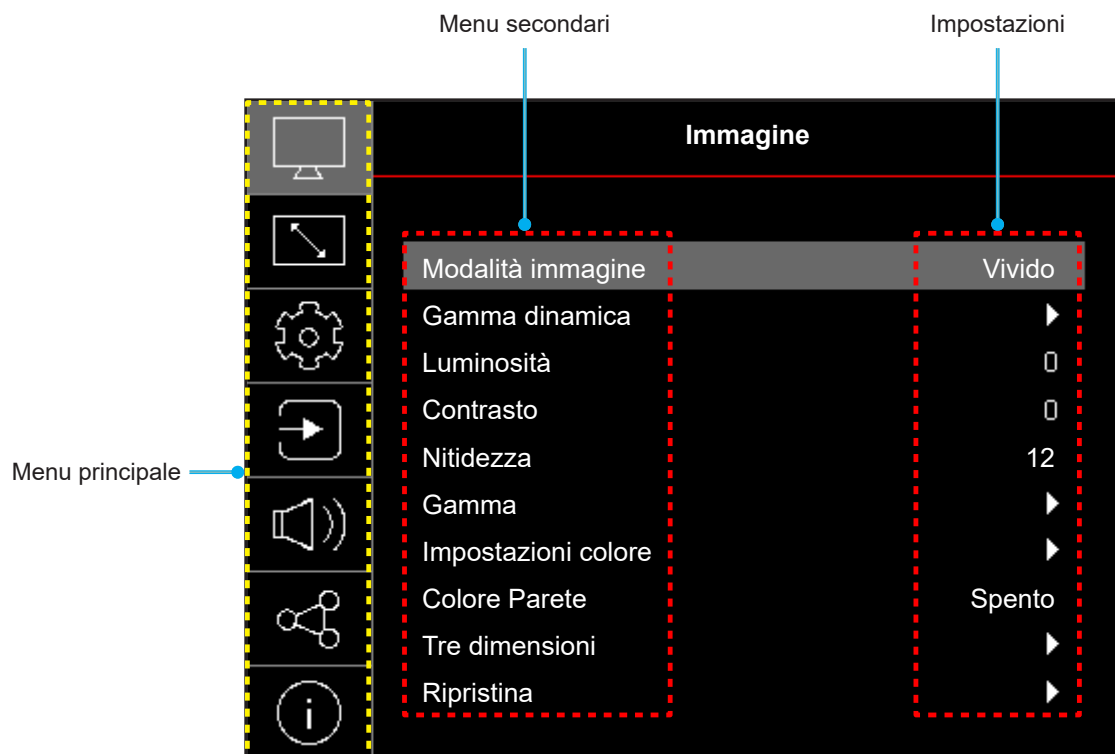 Menu secondari
Impostazioni
Immagine
Modalità immagine Vivido
Gamma dinamica
Luminosità 0
Contrasto 0
Menu principale
Nitidezza 12
Gamma
Impostazioni colore
Colore Parete Spento
Tre dimensioni
Ripristina
i